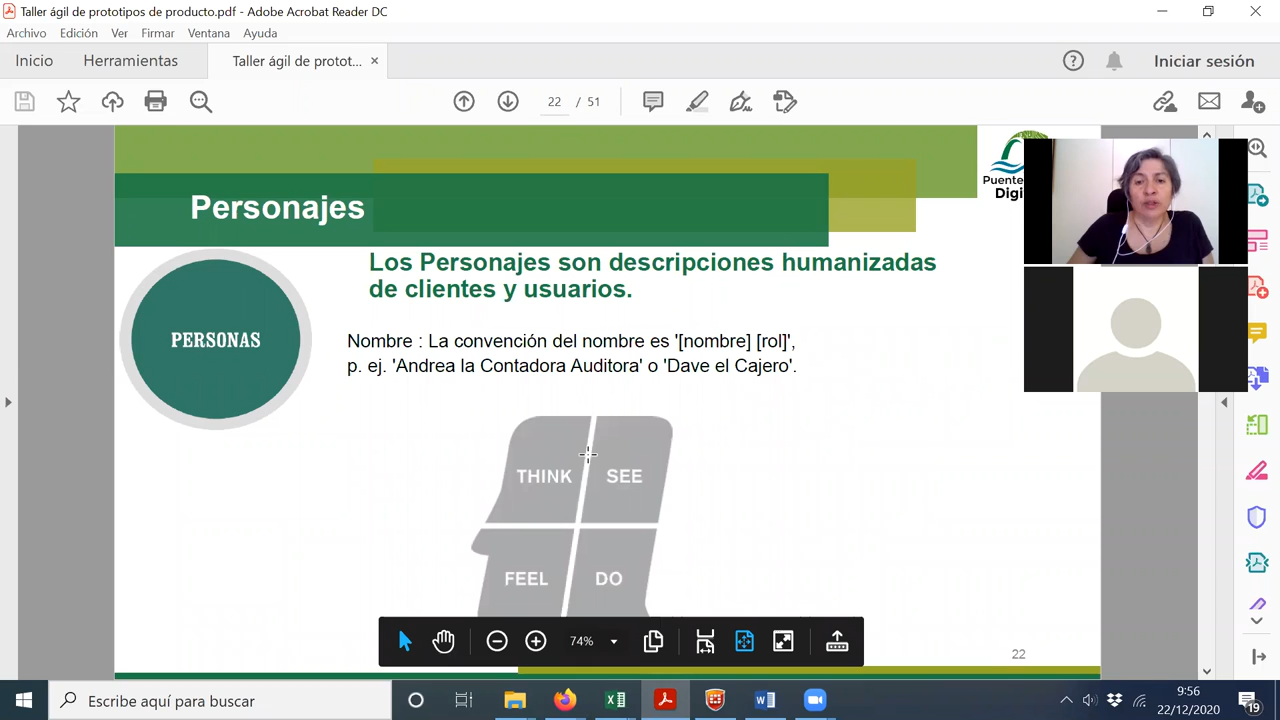 Taller ágil de prototipos de producto.pdf - Adobe Acrobat Reader DC
Archivo Edición Ver Firmar Ventana Ayuda
Inicio Herramientas Taller ágil de protot... × Iniciar sesión
22 / 51
Puente
Digi
Personajes
Los Personajes son descripciones humanizadas
de clientes y usuarios.
PERSONAS
Nombre : La convención del nombre es '[nombre] [rol]',
p. ej. 'Andrea la Contadora Auditora' o 'Dave el Cajero'.
THINK SEE
FEEL DO
74%
22
Escribe aquí para buscar
9:56
22/12/2020
19